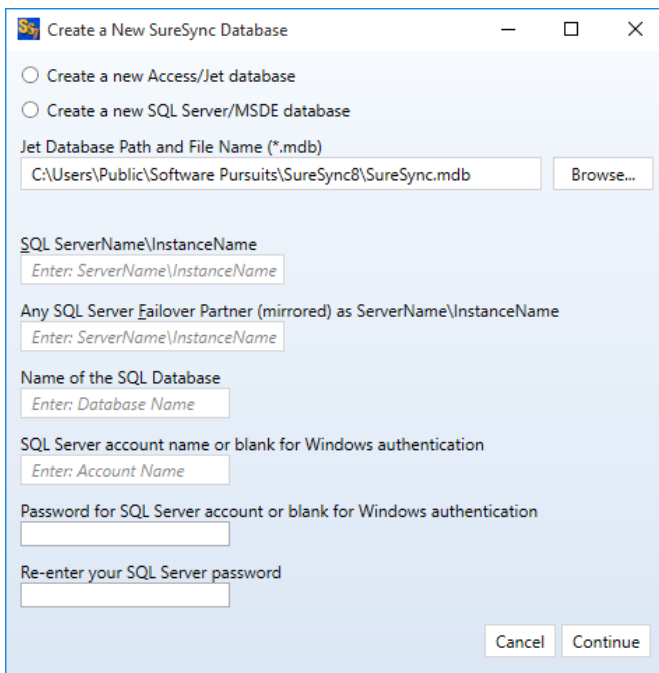 SS7 Create a New SureSync Database
Create a new Access/Jet database
Create a new SQL Server/MSDE database
Jet Database Path and File Name (*.mdb)
C:\Users\Public\Software Pursuits\SureSync8\SureSync.mdb Browse...
SQL ServerName\InstanceName
Enter: ServerName\InstanceName
Any SQL Server Failover Partner (mirrored) as ServerName\InstanceName
Enter: ServerName\InstanceName
Name of the SQL Database
Enter: Database Name
SQL Server account name or blank for Windows authentication
Enter: Account Name
Password for SQL Server account or blank for Windows authentication
Re-enter your SQL Server password
Cancel Continue